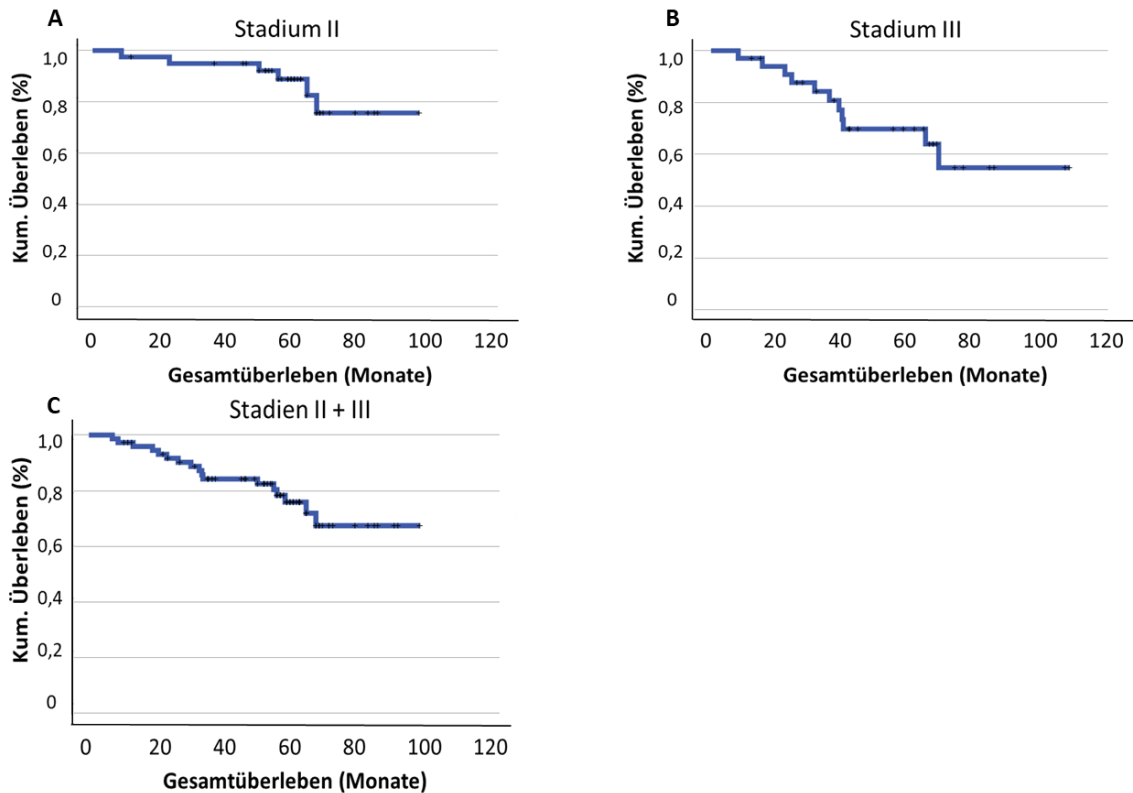 A
Stadium II
Kum. Überleben (%)
1,0
0,8
0,6
0,4
0,2
0
0 20 40 60 80 100 120
Gesamtüberleben (Monate)
B
Stadium III
Kum. Überleben (%)
1,0
0,8
0,6
0,4
0,2
0
0 20 40 60 80 100 120
Gesamtüberleben (Monate)
C
Stadien II + III
Kum. Überleben (%)
1,0
0,8
0,6
0,4
0,2
0
0 20 40 60 80 100 120
Gesamtüberleben (Monate)